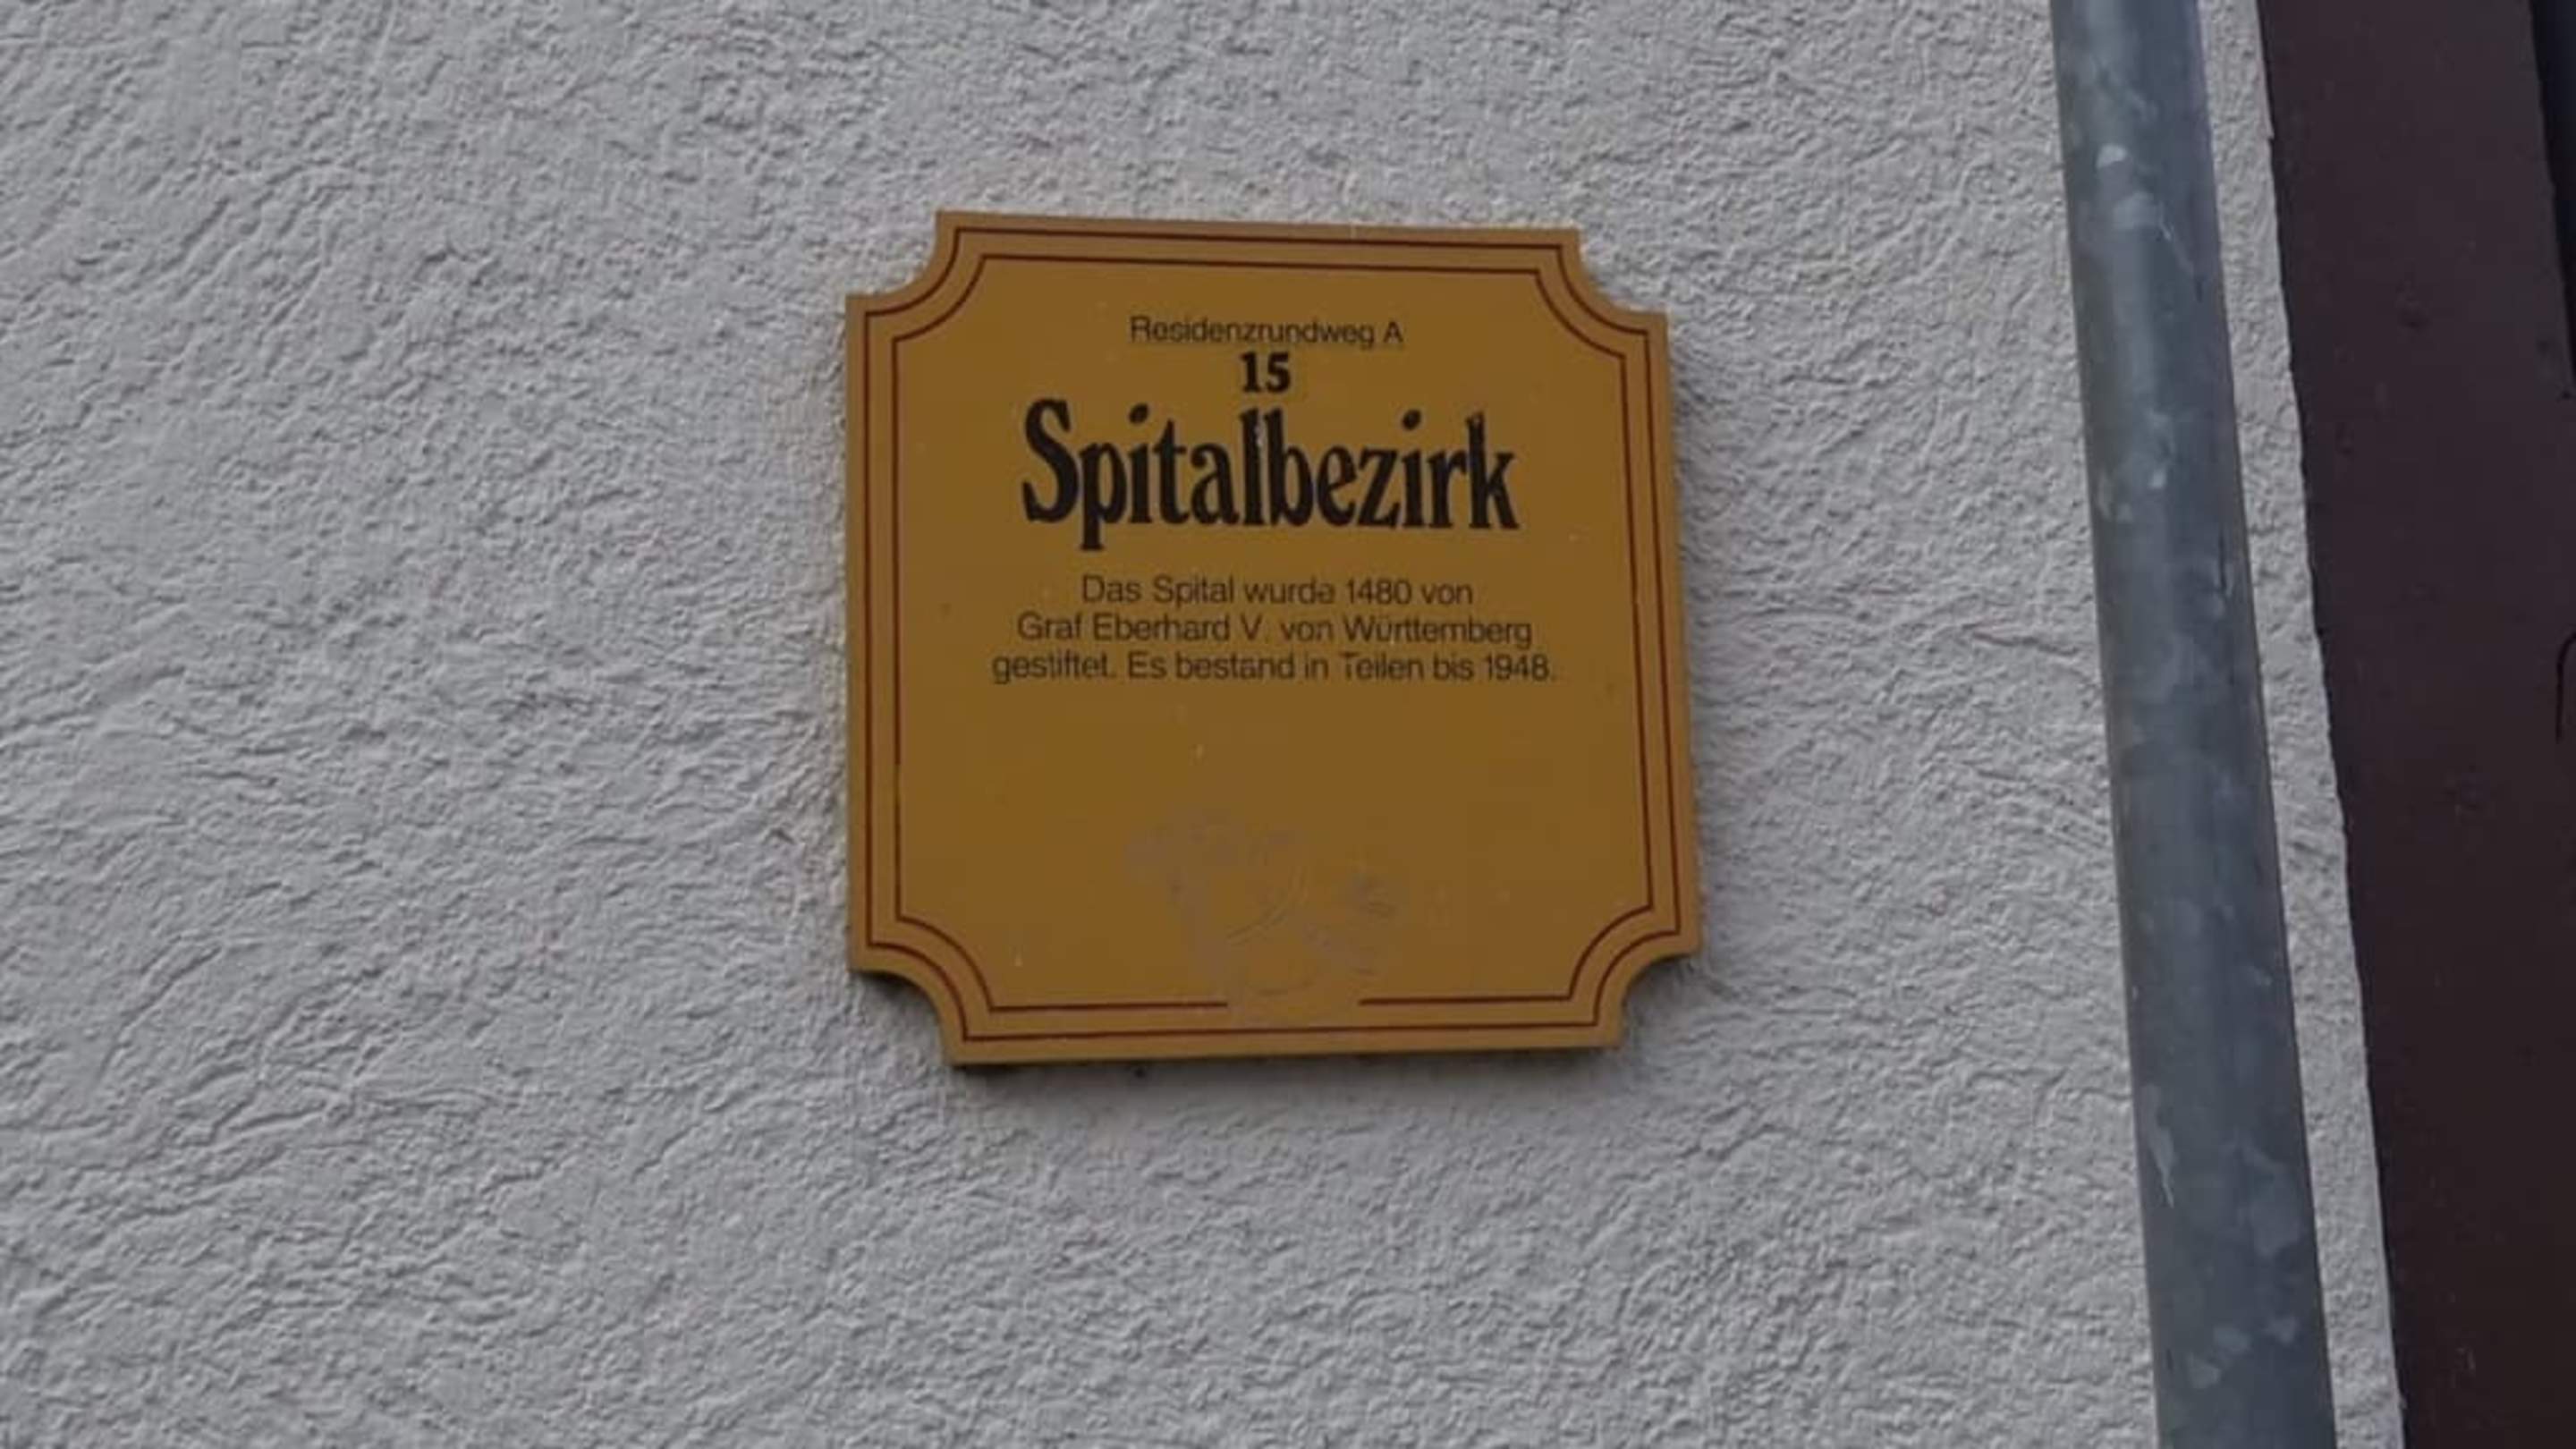 Residenzrundweg A
15
Spitalbezirk
Das Spital wurde 1480 von
Graf Eberhard V. von Württemberg
gestiftet. Es bestand in Teilen bis 1948.